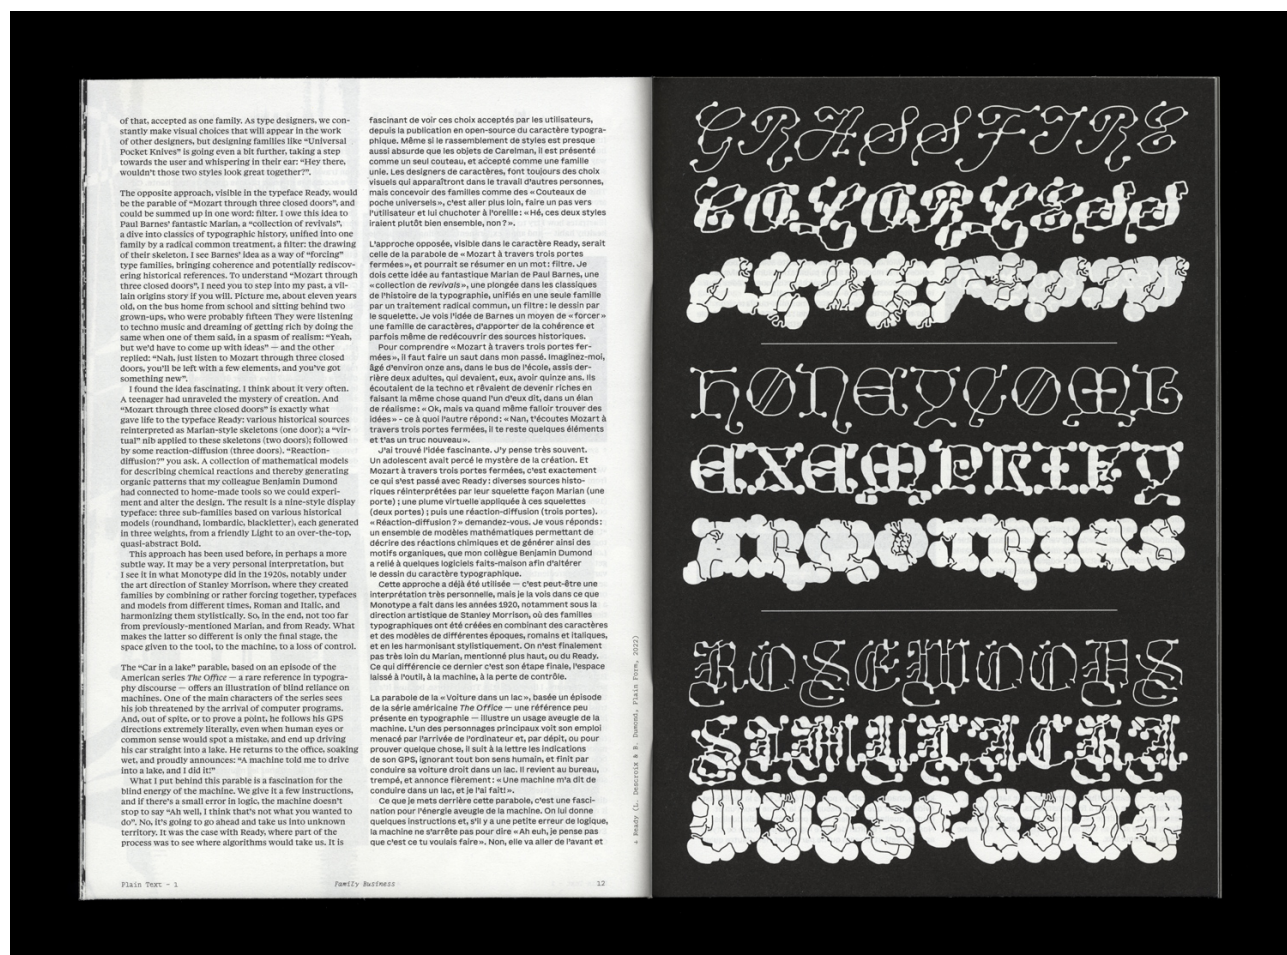 of that, accepted as one family. As type designers, we con-
stantly make visual choices that will appear in the work
of other designers, but designing families like “Universal
Pocket Knives” is going even a bit further, taking a step
towards the user and whispering in their ear: “Hey there,
wouldn’t those two styles look great together?”.
The opposite approach, visible in the typeface Ready, would
be the parable of “Mozart through three closed doors”, and
could be summed up in one word: filter. I owe this idea to
Paul Barnes’ fantastic Marian, a “collection of revivals”,
a dive into classics of typographic history, unified into one
family by a radical common treatment, a filter: the drawing
of their skeleton. I see Barnes’ idea as a way of “forcing”
type families, bringing coherence and potentially rediscov-
ering historical references. To understand “Mozart through
three closed doors”, I need you to step into my past, a vil-
lain origins story if you will. Picture me, about eleven years
old, on the bus home from school and sitting behind two
grown-ups, who were probably fifteen They were listening
to techno music and dreaming of getting rich by doing the
same when one of them said, in a spasm of realism: “Yeah,
but we’d have to come up with ideas” — and the other
replied: “Nah, just listen to Mozart through three closed
doors, you’ll be left with a few elements, and you’ve got
something new”.
I found the idea fascinating. I think about it very often.
A teenager had unraveled the mystery of creation. And
“Mozart through three closed doors” is exactly what
gave life to the typeface Ready: various historical sources
reinterpreted as Marian-style skeletons (one door); a “vir-
tual” nib applied to these skeletons (two doors); followed
by some reaction-diffusion (three doors). “Reaction-
diffusion?” you ask. A collection of mathematical models
for describing chemical reactions and thereby generating
organic patterns that my colleague Benjamin Dumond
had connected to home-made tools so we could experi-
ment and alter the design. The result is a nine-style display
typeface: three sub-families based on various historical
models (roundhand, lombardic, blackletter), each generated
in three weights, from a friendly Light to an over-the-top,
quasi-abstract Bold.
This approach has been used before, in perhaps a more
subtle way. It may be a very personal interpretation, but
I see it in what Monotype did in the 1920s, notably under
the art direction of Stanley Morrison, where they created
families by combining or rather forcing together, typefaces
and models from different times, Roman and Italic, and
harmonizing them stylistically. So, in the end, not too far
from previously-mentioned Marian, and from Ready. What
makes the latter so different is only the final stage, the
space given to the tool, to the machine, to a loss of control.
The “Car in a lake” parable, based on an episode of the
American series The Office — a rare reference in typogra-
phy discourse — offers an illustration of blind reliance on
machines. One of the main characters of the series sees
his job threatened by the arrival of computer programs.
And, out of spite, or to prove a point, he follows his GPS
directions extremely literally, even when human eyes or
common sense would spot a mistake, and end up driving
his car straight into a lake. He returns to the office, soaking
wet, and proudly announces: “A machine told me to drive
into a lake, and I did it!”
What I put behind this parable is a fascination for the
blind energy of the machine. We give it a few instructions,
and if there’s a small error in logic, the machine doesn’t
stop to say “Ah well, I think that’s not what you wanted to
do”. No, it’s going to go ahead and take us into unknown
territory. It was the case with Ready, where part of the
process was to see where algorithms would take us. It is
fascinant de voir ces choix acceptés par les utilisateurs,
depuis la publication en open-source du caractère typogra-
phique. Même si le rassemblement de styles est presque
aussi absurde que les objets de Carelman, il est présenté
comme un seul couteau, et accepté comme une famille
unie. Les designers de caractères, font toujours des choix
visuels qui apparaîtront dans le travail d’autres personnes,
mais concevoir des familles comme des « Couteaux de
poche universels », c’est aller plus loin, faire un pas vers
l’utilisateur et lui chuchoter à l’oreille : « Hé, ces deux styles
iraient plutôt bien ensemble, non ? ».
L’approche opposée, visible dans le caractère Ready, serait
celle de la parabole de « Mozart à travers trois portes
fermées », et pourrait se résumer en un mot : filtre. Je
dois cette idée au fantastique Marian de Paul Barnes, une
« collection de revivals », une plongée dans les classiques
de l’histoire de la typographie, unifiés en une seule famille
par un traitement radical commun, un filtre : le dessin par
le squelette. Je vois l’idée de Barnes un moyen de « forcer »
une famille de caractères, d’apporter de la cohérence et
parfois même de redécouvrir des sources historiques.
Pour comprendre « Mozart à travers trois portes fer-
mées », il faut faire un saut dans mon passé. Imaginez-moi,
âgé d’environ onze ans, dans le bus de l’école, assis der-
rière deux adultes, qui devaient, eux, avoir quinze ans. Ils
écoutaient de la techno et rêvaient de devenir riches en
faisant la même chose quand l’un d’eux dit, dans un élan
de réalisme : « Ok, mais va quand même falloir trouver des
idées » - ce à quoi l’autre répond : « Nan, t’écoutes Mozart à
travers trois portes fermées, il te reste quelques éléments
et t’as un truc nouveau ».
J’ai trouvé l’idée fascinante. J’y pense très souvent.
Un adolescent avait percé le mystère de la création. Et
Mozart à travers trois portes fermées, c’est exactement
ce qui s’est passé avec Ready : diverses sources histo-
riques réinterprétées par leur squelette façon Marian (une
porte) ; une plume virtuelle appliquée à ces squelettes
(deux portes) ; puis une réaction-diffusion (trois portes).
« Réaction-diffusion ? » demandez-vous. Je vous réponds :
un ensemble de modèles mathématiques permettant de
décrire des réactions chimiques et de générer ainsi des
motifs organiques, que mon collègue Benjamin Dumond
a relié à quelques logiciels faits-maison afin d’altérer
le dessin du caractère typographique.
Cette approche a déjà été utilisée — c’est peut-être une
interprétation très personnelle, mais je la vois dans ce que
Monotype a fait dans les années 1920, notamment sous la
direction artistique de Stanley Morrison, où des familles
typographiques ont été créées en combinant des caractères
et des modèles de différentes époques, romains et italiques,
et en les harmonisant stylistiquement. On n’est finalement
pas très loin du Marian, mentionné plus haut, ou du Ready.
Ce qui différencie ce dernier c’est son étape finale, l’espace
laissé à l’outil, à la machine, à la perte de contrôle.
La parabole de la « Voiture dans un lac », basée un épisode
de la série américaine The Office — une référence peu
présente en typographie — illustre un usage aveugle de la
machine. L’un des personnages principaux voit son emploi
menacé par l’arrivée de l’ordinateur et, par dépit, ou pour
prouver quelque chose, il suit à la lettre les indications
de son GPS, ignorant tout bon sens humain, et finit par
conduire sa voiture droit dans un lac. Il revient au bureau,
trempé, et annonce fièrement : « Une machine m’a dit de
conduire dans un lac, et je l’ai fait! ».
Ce que je mets derrière cette parabole, c’est une fasci-
nation pour l’énergie aveugle de la machine. On lui donne
quelques instructions et, s’il y a une petite erreur de logique,
la machine ne s’arrête pas pour dire « Ah euh, je pense pas
que c’est ce tu voulais faire ». Non, elle va aller de l’avant et
+ Ready (L. Descroix & B. Dumond, Plain Form, 2022)
Plain Text - 1
Family Business
12
GRASSFIRE
COLORLESS
HONEYCOMB
EXEMPLIFY
ROSEWOODS
SIMULACRA